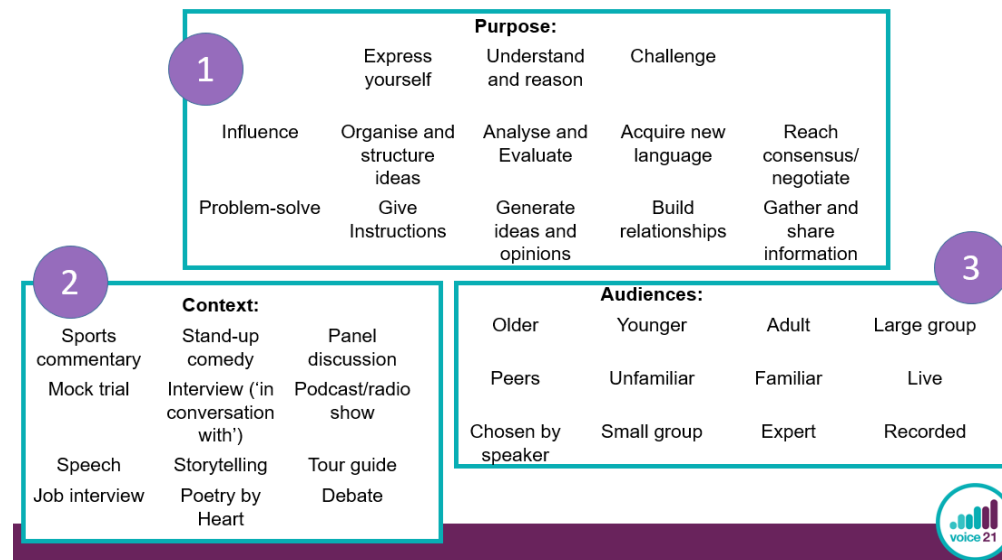 1
Purpose:
Express yourself
Understand and reason
Challenge
Influence
Organise and structure ideas
Analyse and Evaluate
Acquire new language
Reach consensus/ negotiate
Problem-solve
Give Instructions
Generate ideas and opinions
Build relationships
Gather and share information
2
Context:
Sports commentary
Stand-up comedy
Panel discussion
Mock trial
Interview (‘in conversation with’)
Podcast/radio show
Speech
Storytelling
Tour guide
Job interview
Poetry by Heart
Debate
3
Audiences:
Older
Younger
Adult
Large group
Peers
Unfamiliar
Familiar
Live
Chosen by speaker
Small group
Expert
Recorded
voice 21